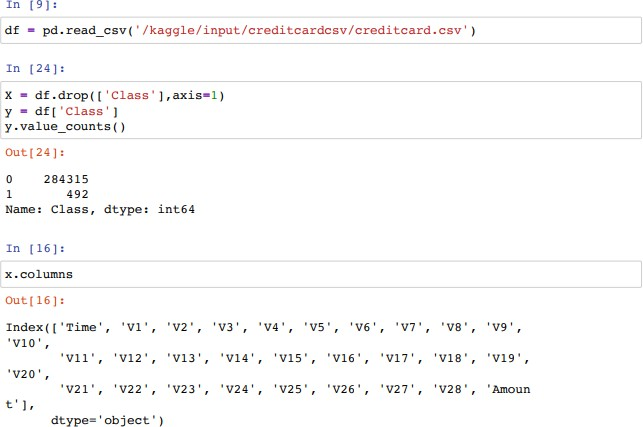 In [9]:
df = pd.read_csv('/kaggle/input/creditcardcsv/creditcard.csv')
In [24]:
X = df.drop(['Class'],axis=1)
y = df['Class']
y.value_counts()
Out[24]:
0    284315
1       492
Name: Class, dtype: int64
In [16]:
x.columns
Out[16]:
Index(['Time', 'V1', 'V2', 'V3', 'V4', 'V5', 'V6', 'V7', 'V8', 'V9',
'V10',
       'V11', 'V12', 'V13', 'V14', 'V15', 'V16', 'V17', 'V18', 'V19',
'V20',
       'V21', 'V22', 'V23', 'V24', 'V25', 'V26', 'V27', 'V28', 'Amoun
t'],
      dtype='object')